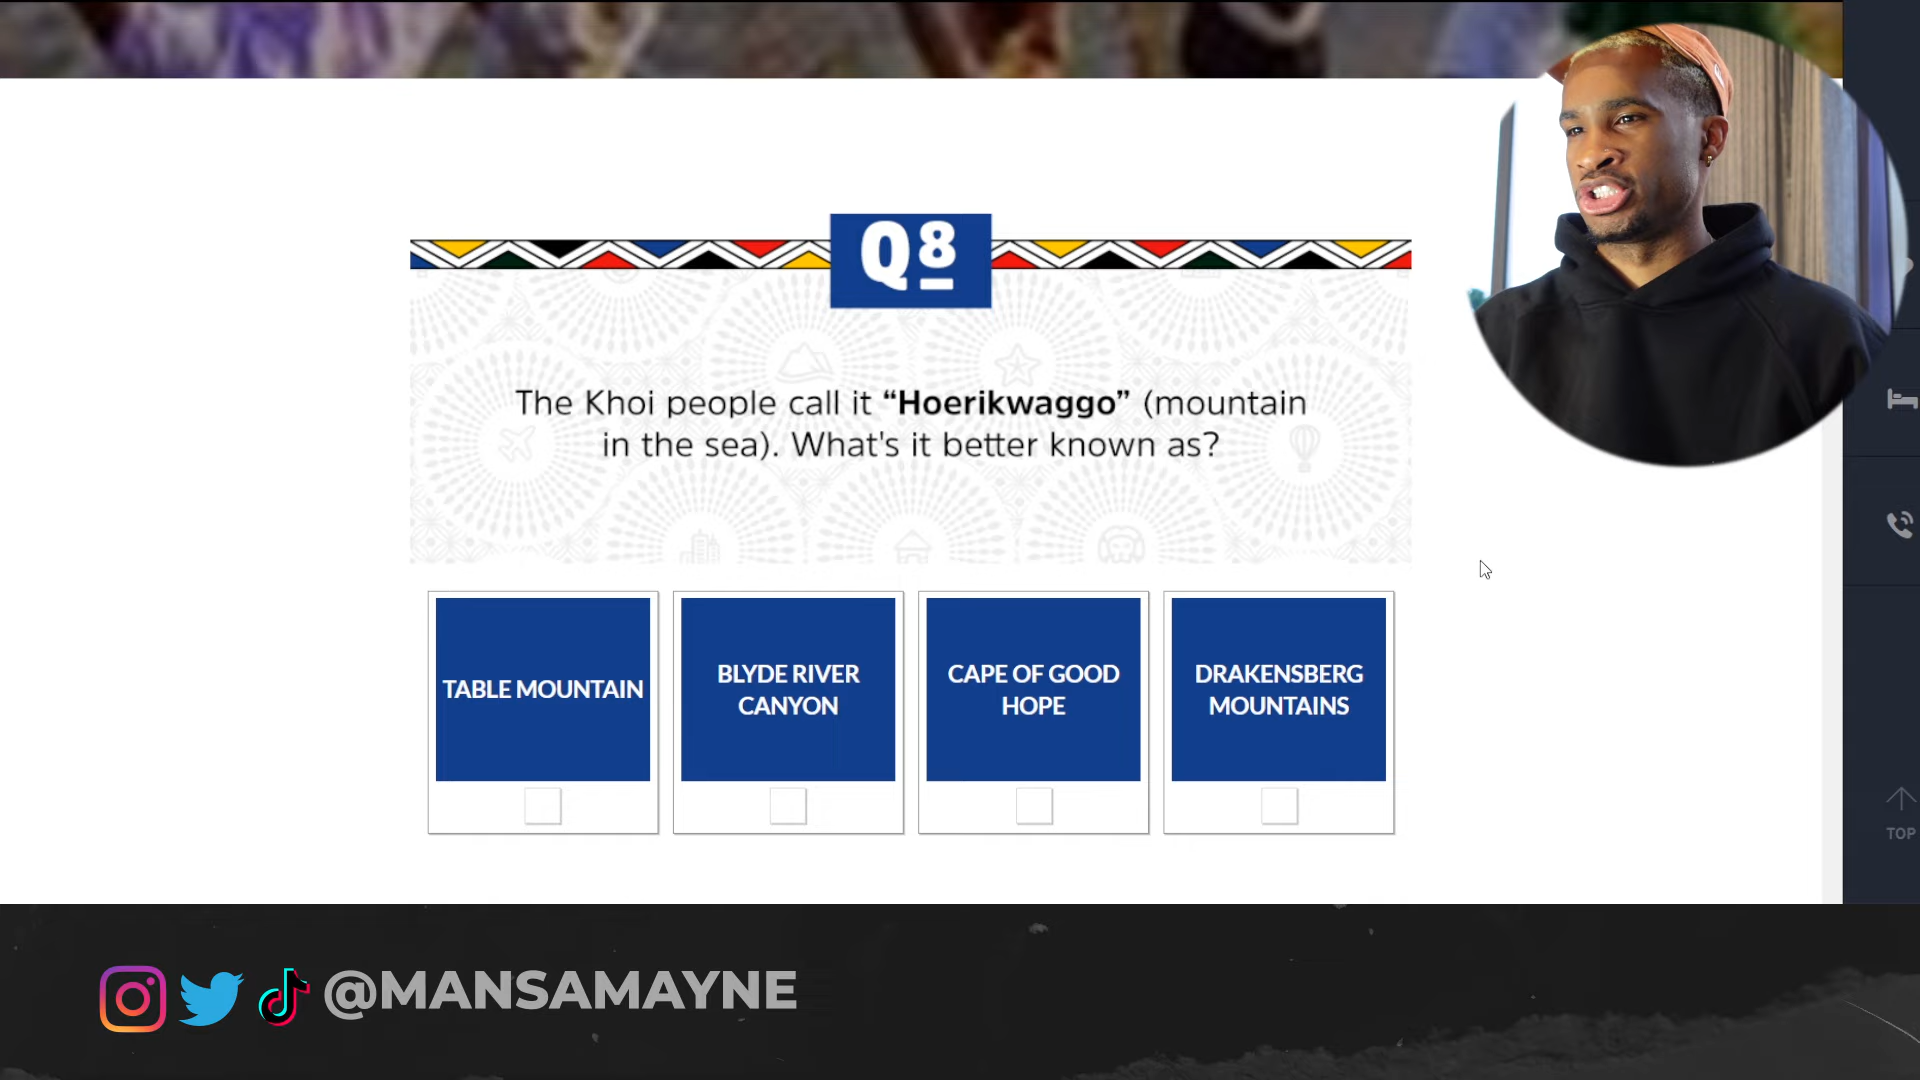 Q8
The Khoi people call it “Hoerikwaggo” (mountain
in the sea). What's it better known as?
TABLE MOUNTAIN
BLYDE RIVER
CANYON
CAPE OF GOOD
HOPE
DRAKENSBERG
MOUNTAINS
TOP
@MANSAMAYNE